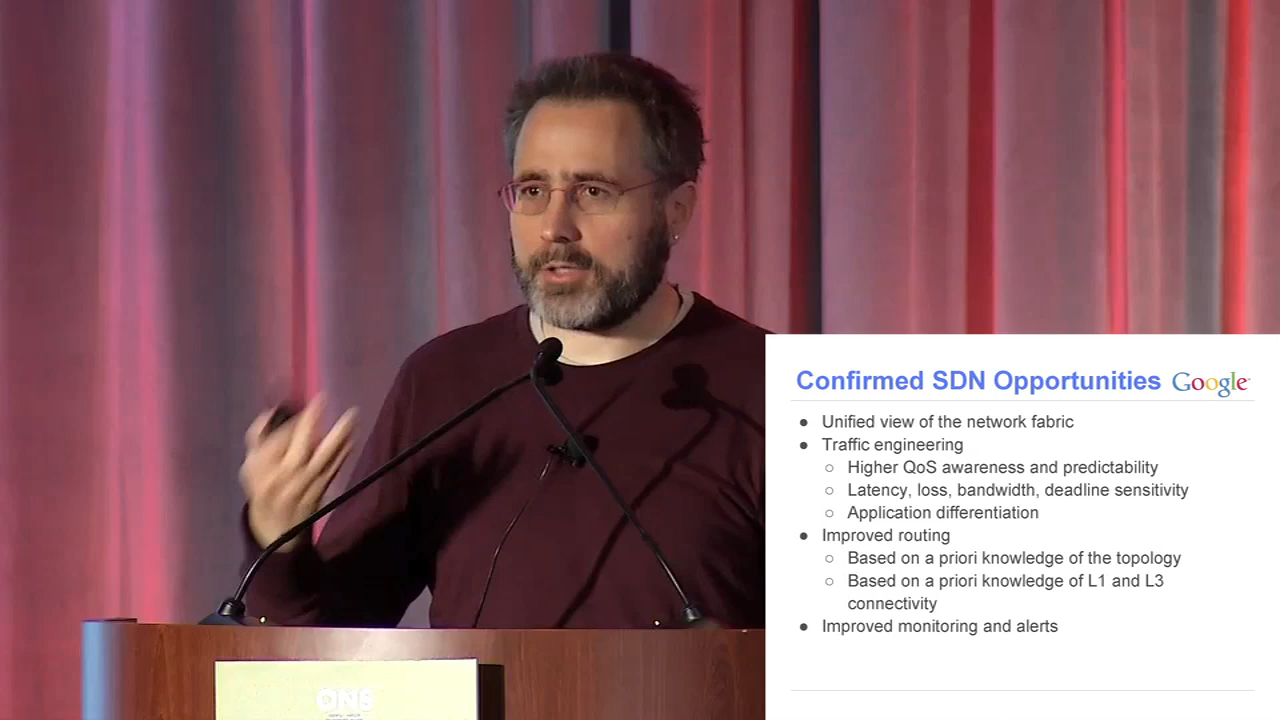 Confirmed SDN Opportunities Google
● Unified view of the network fabric
● Traffic engineering
○ Higher QoS awareness and predictability
○ Latency, loss, bandwidth, deadline sensitivity
○ Application differentiation
● Improved routing
○ Based on a priori knowledge of the topology
○ Based on a priori knowledge of L1 and L3
connectivity
● Improved monitoring and alerts
ONS